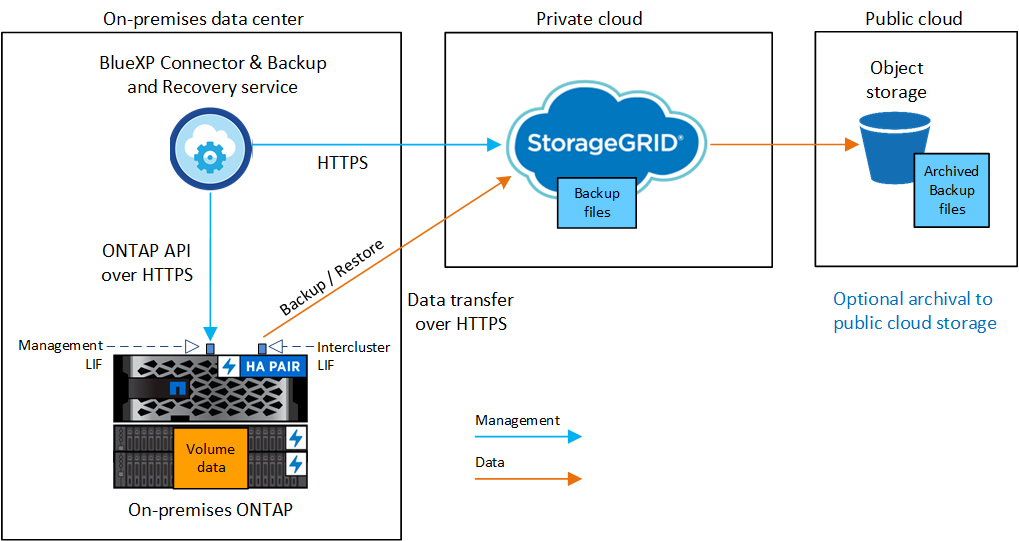 On-premises data center
Private cloud
Public cloud
BlueXP Connector & Backup
and Recovery service
HTTPS
StorageGRID®
Backup
files
Object
storage
Archived
Backup
files
ONTAP API
over HTTPS
Backup / Restore
Data transfer
over HTTPS
Optional archival to
public cloud storage
Management
LIF
Intercluster
LIF
HA PAIR
Volume
data
On-premises ONTAP
Management
Data